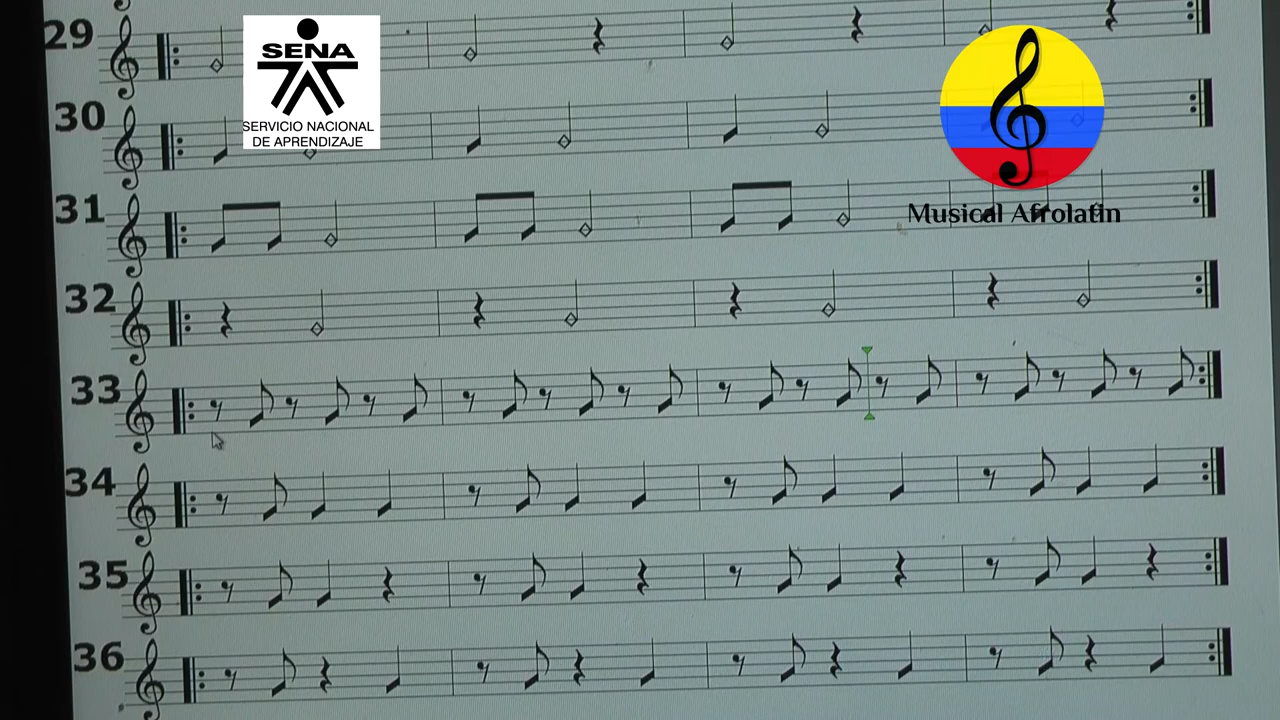 29
SENA
SERVICIO NACIONAL
DE APRENDIZAJE
30
31
Musical Afrolatin
32
33
34
35
36